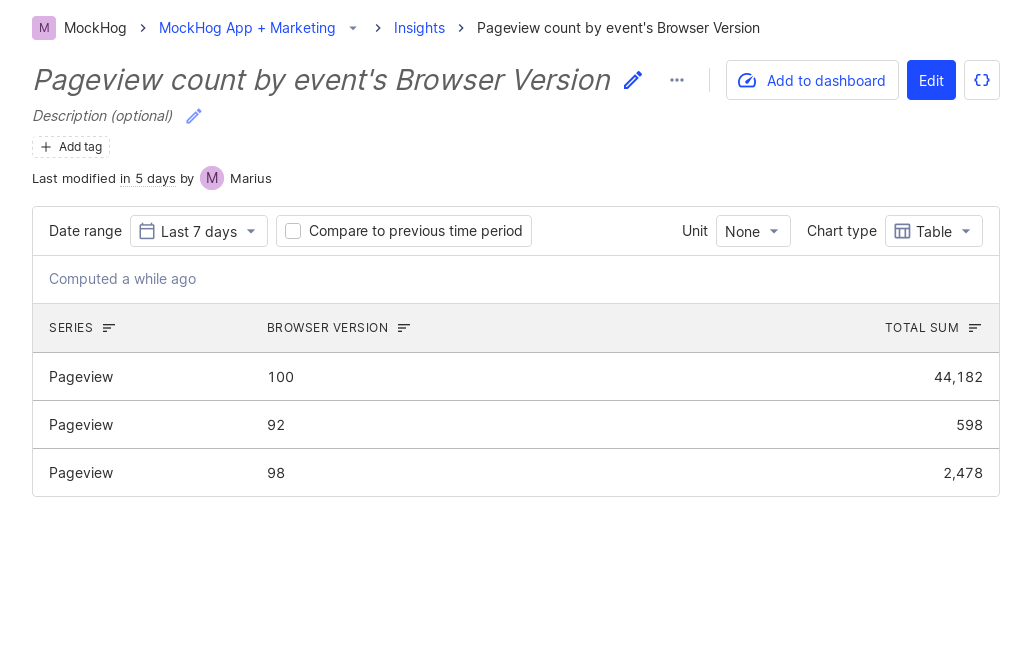 M MockHog MockHog App + Marketing Insights Pageview count by event's Browser Version
Pageview count by event's Browser Version Add to dashboard Edit
Description (optional)
Add tag
Last modified in 5 days by M Marius
Date range Last 7 days Compare to previous time period Unit None Chart type Table
Computed a while ago
SERIES BROWSER VERSION TOTAL SUM
Pageview 100 44,182
Pageview 92 598
Pageview 98 2,478